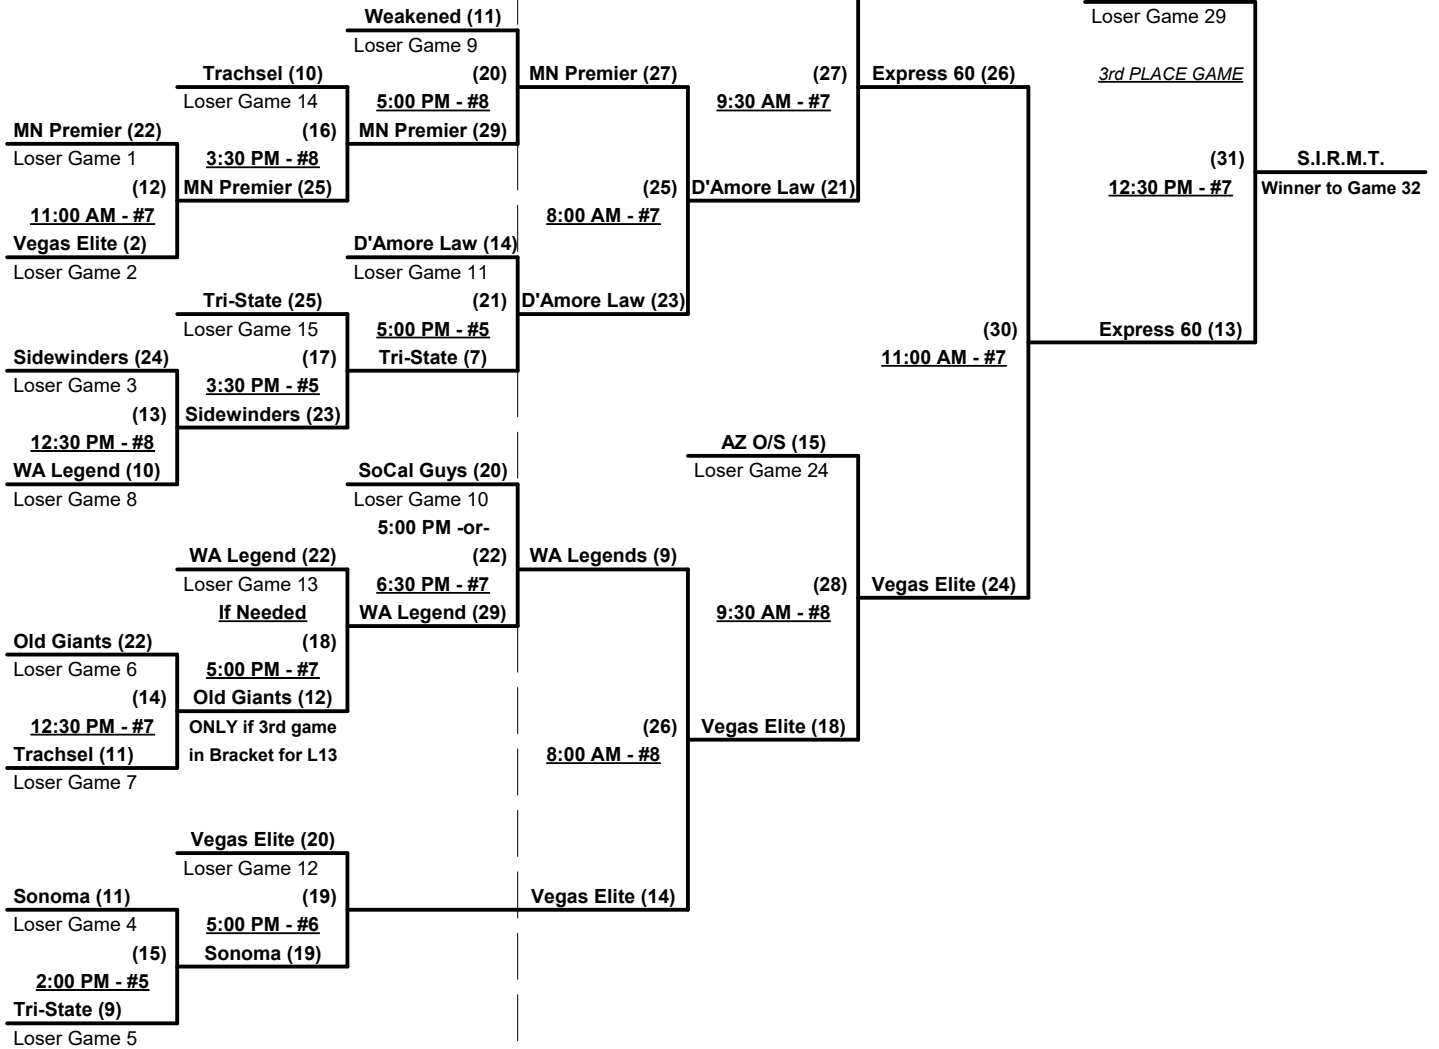 Weakened (11)
Loser Game 9
Loser Game 29
Trachsel (10)
(20)
MN Premier (27)
(27)
Express 60 (26)
3rd PLACE GAME
Loser Game 14
5:00 PM - #8
9:30 AM - #7
MN Premier (22)
(16)
MN Premier (29)
Loser Game 1
3:30 PM - #8
(31)
S.I.R.M.T.
(12)
MN Premier (25)
(25)
D'Amore Law (21)
12:30 PM - #7
Winner to Game 32
11:00 AM - #7
8:00 AM - #7
Vegas Elite (2)
D'Amore Law (14)
Loser Game 2
Loser Game 11
Tri-State (25)
(21)
D'Amore Law (23)
Loser Game 15
5:00 PM - #5
(30)
Express 60 (13)
Sidewinders (24)
(17)
Tri-State (7)
11:00 AM - #7
Loser Game 3
3:30 PM - #5
(13)
Sidewinders (23)
12:30 PM - #8
AZ O/S (15)
WA Legend (10)
SoCal Guys (20)
Loser Game 24
Loser Game 8
Loser Game 10
5:00 PM -or-
WA Legend (22)
(22)
WA Legends (9)
Loser Game 13
6:30 PM - #7
(28)
Vegas Elite (24)
If Needed
WA Legend (29)
9:30 AM - #8
Old Giants (22)
(18)
Loser Game 6
5:00 PM - #7
(14)
Old Giants (12)
12:30 PM - #7
ONLY if 3rd game
(26)
Vegas Elite (18)
Trachsel (11)
in Bracket for L13
8:00 AM - #8
Loser Game 7
Vegas Elite (20)
Loser Game 12
Sonoma (11)
(19)
Vegas Elite (14)
Loser Game 4
5:00 PM - #6
(15)
Sonoma (19)
2:00 PM - #5
Tri-State (9)
Loser Game 5